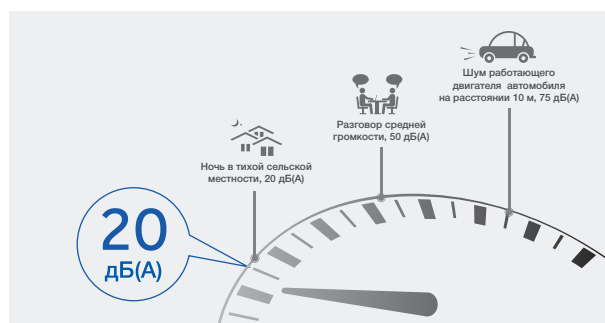 Шум работающего
двигателя автомобиля
на расстоянии 10 м, 75 дБ(А)
Разговор средней
громкости, 50 дБ(А)
Ночь в тихой сельской
местности, 20 дБ(А)
20
дБ(А)